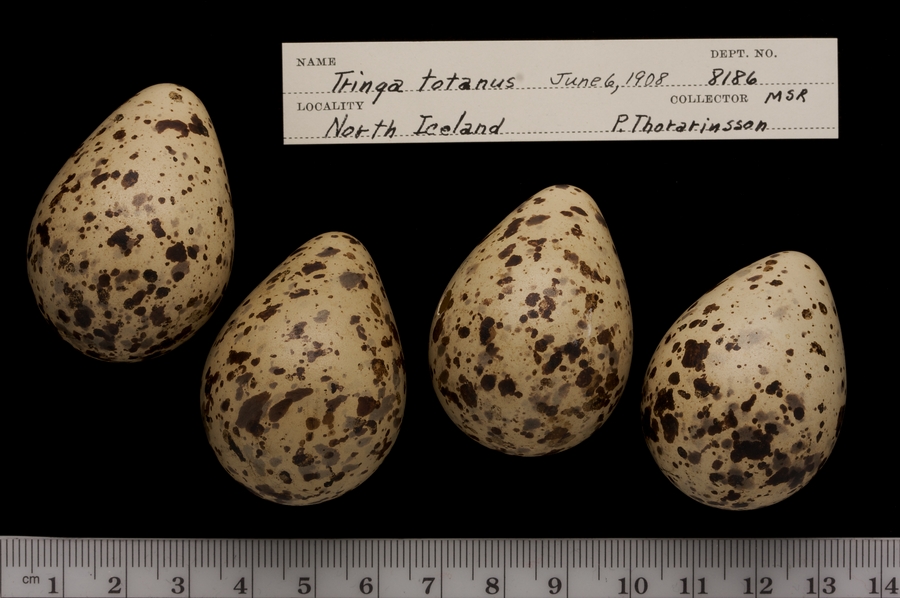 NAME DEPT. NO.
Tringa totanus June 6, 1908 8186
LOCALITY COLLECTOR MSR
North Iceland P. Thorarinsson
cm 1 2 3 4 5 6 7 8 9 10 11 12 13 14